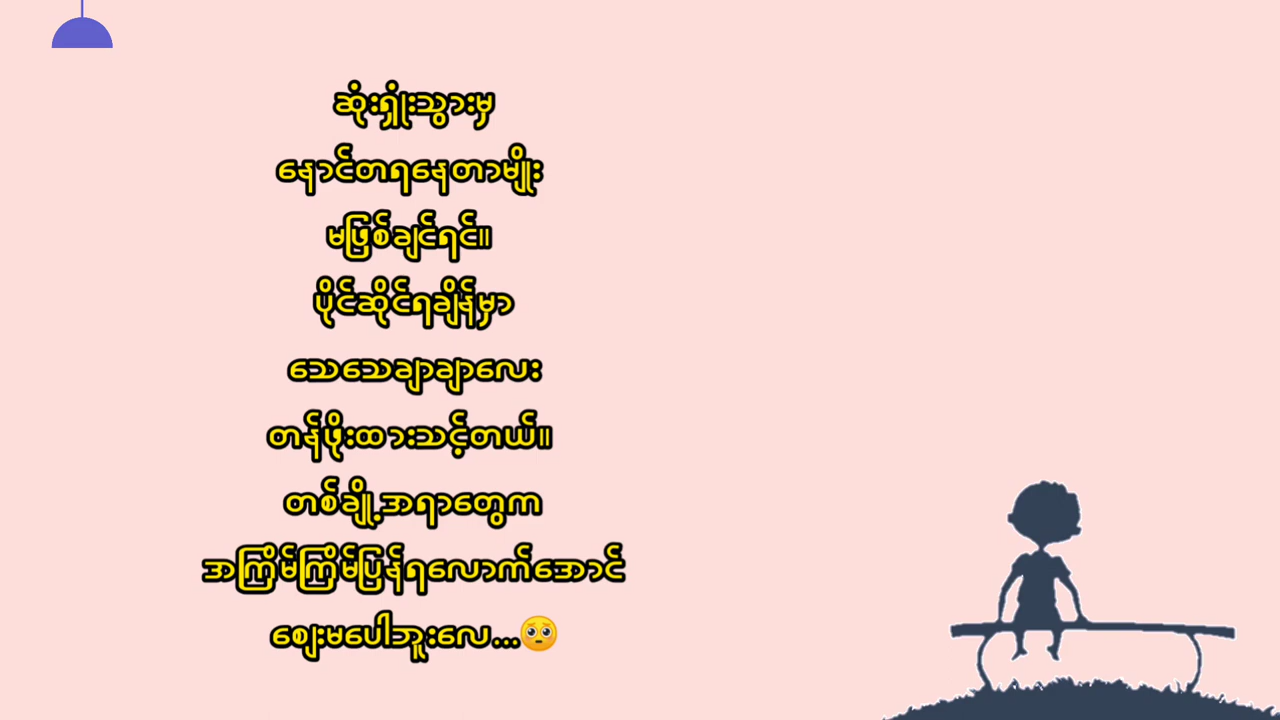 ဆုံးရှုံးသွားမှ
နောင်တရနေတာမျိုး
မဖြစ်ချင်ရင်။
ပိုင်ဆိုင်ရချိန်မှာ
သေသေချာချာလေး
တန်ဖိုးထားသင့်တယ်။
တစ်ချို့အရာတွေက
အကြိမ်ကြိမ်ပြန်ရလောက်အောင်
ဈေးမပေါဘူးလေ...🥺